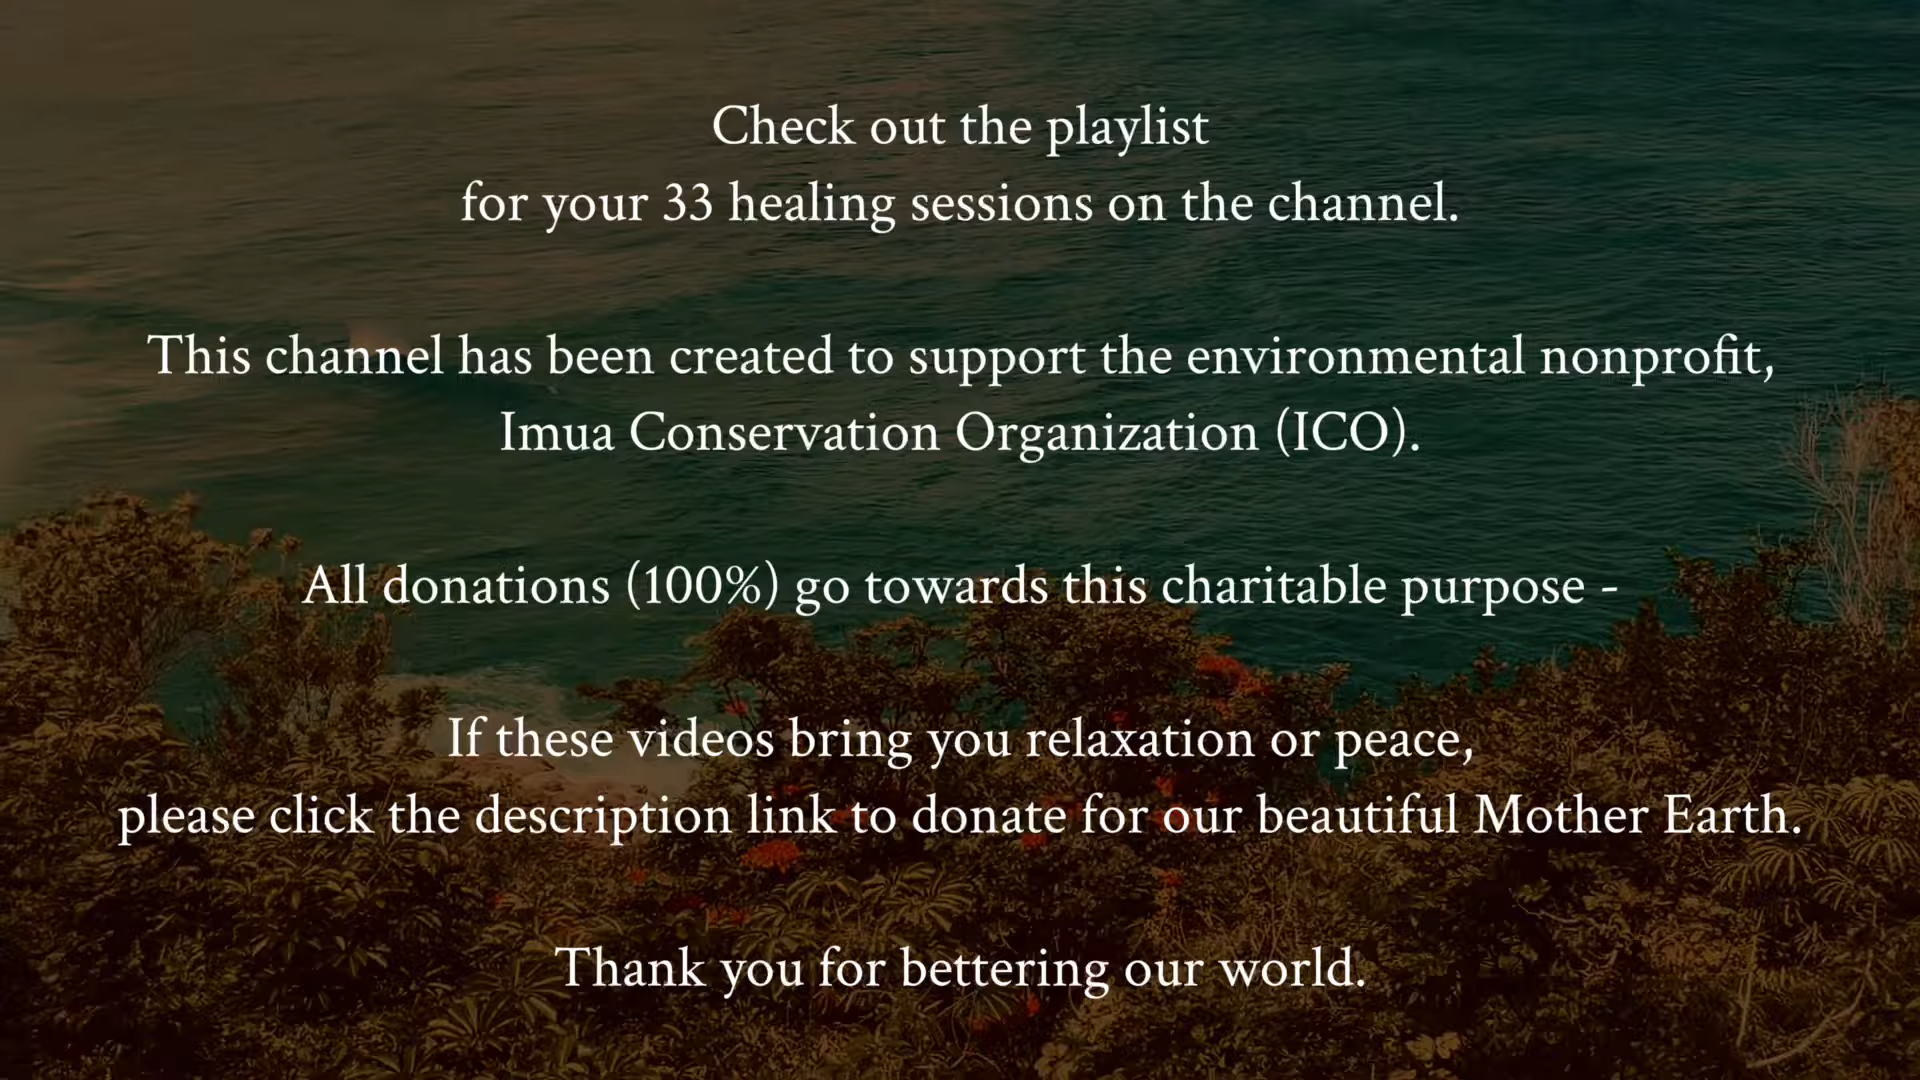 Check out the playlist
for your 33 healing sessions on the channel.
This channel has been created to support the environmental nonprofit,
Imua Conservation Organization (ICO).
All donations (100%) go towards this charitable purpose -
If these videos bring you relaxation or peace,
please click the description link to donate for our beautiful Mother Earth.
Thank you for bettering our world.